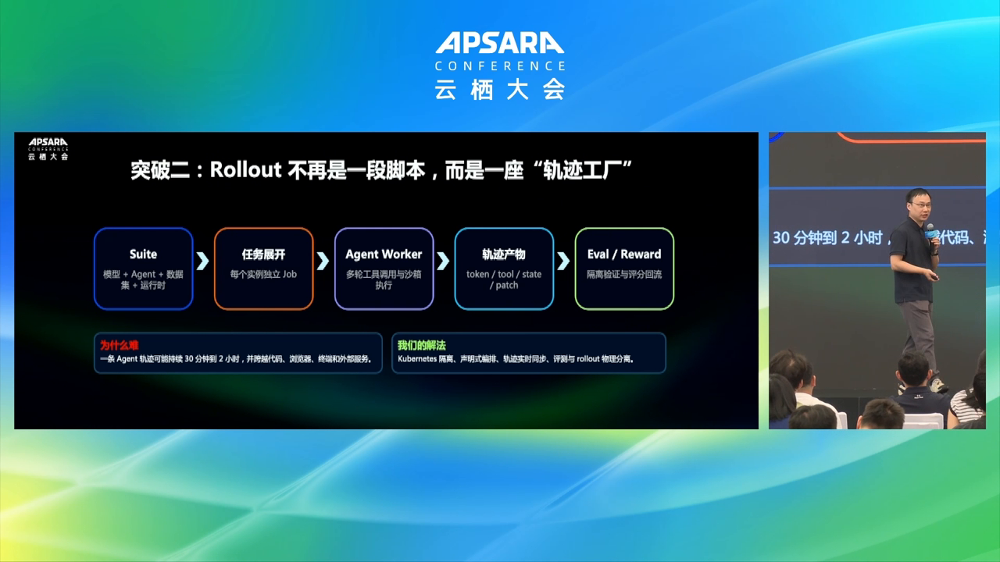 APSARA
CONFERENCE
云栖大会
APSARA
CONFERENCE
云栖大会
突破二：Rollout 不再是一段脚本，而是一座“轨迹工厂”
Suite
模型 + Agent + 数据
集 + 运行时
任务展开
每个实例独立 Job
Agent Worker
多轮工具调用与沙箱
执行
轨迹产物
token / tool / state
/ patch
Eval / Reward
隔离验证与评分回流
为什么难
一条 Agent 轨迹可能持续 30 分钟到 2 小时，并跨越代码、浏览器、终端和外部服务。
我们的解法
Kubernetes 隔离、声明式编排、轨迹实时同步、评测与 rollout 物理分离。
30 分钟到 2 小时，
代码、